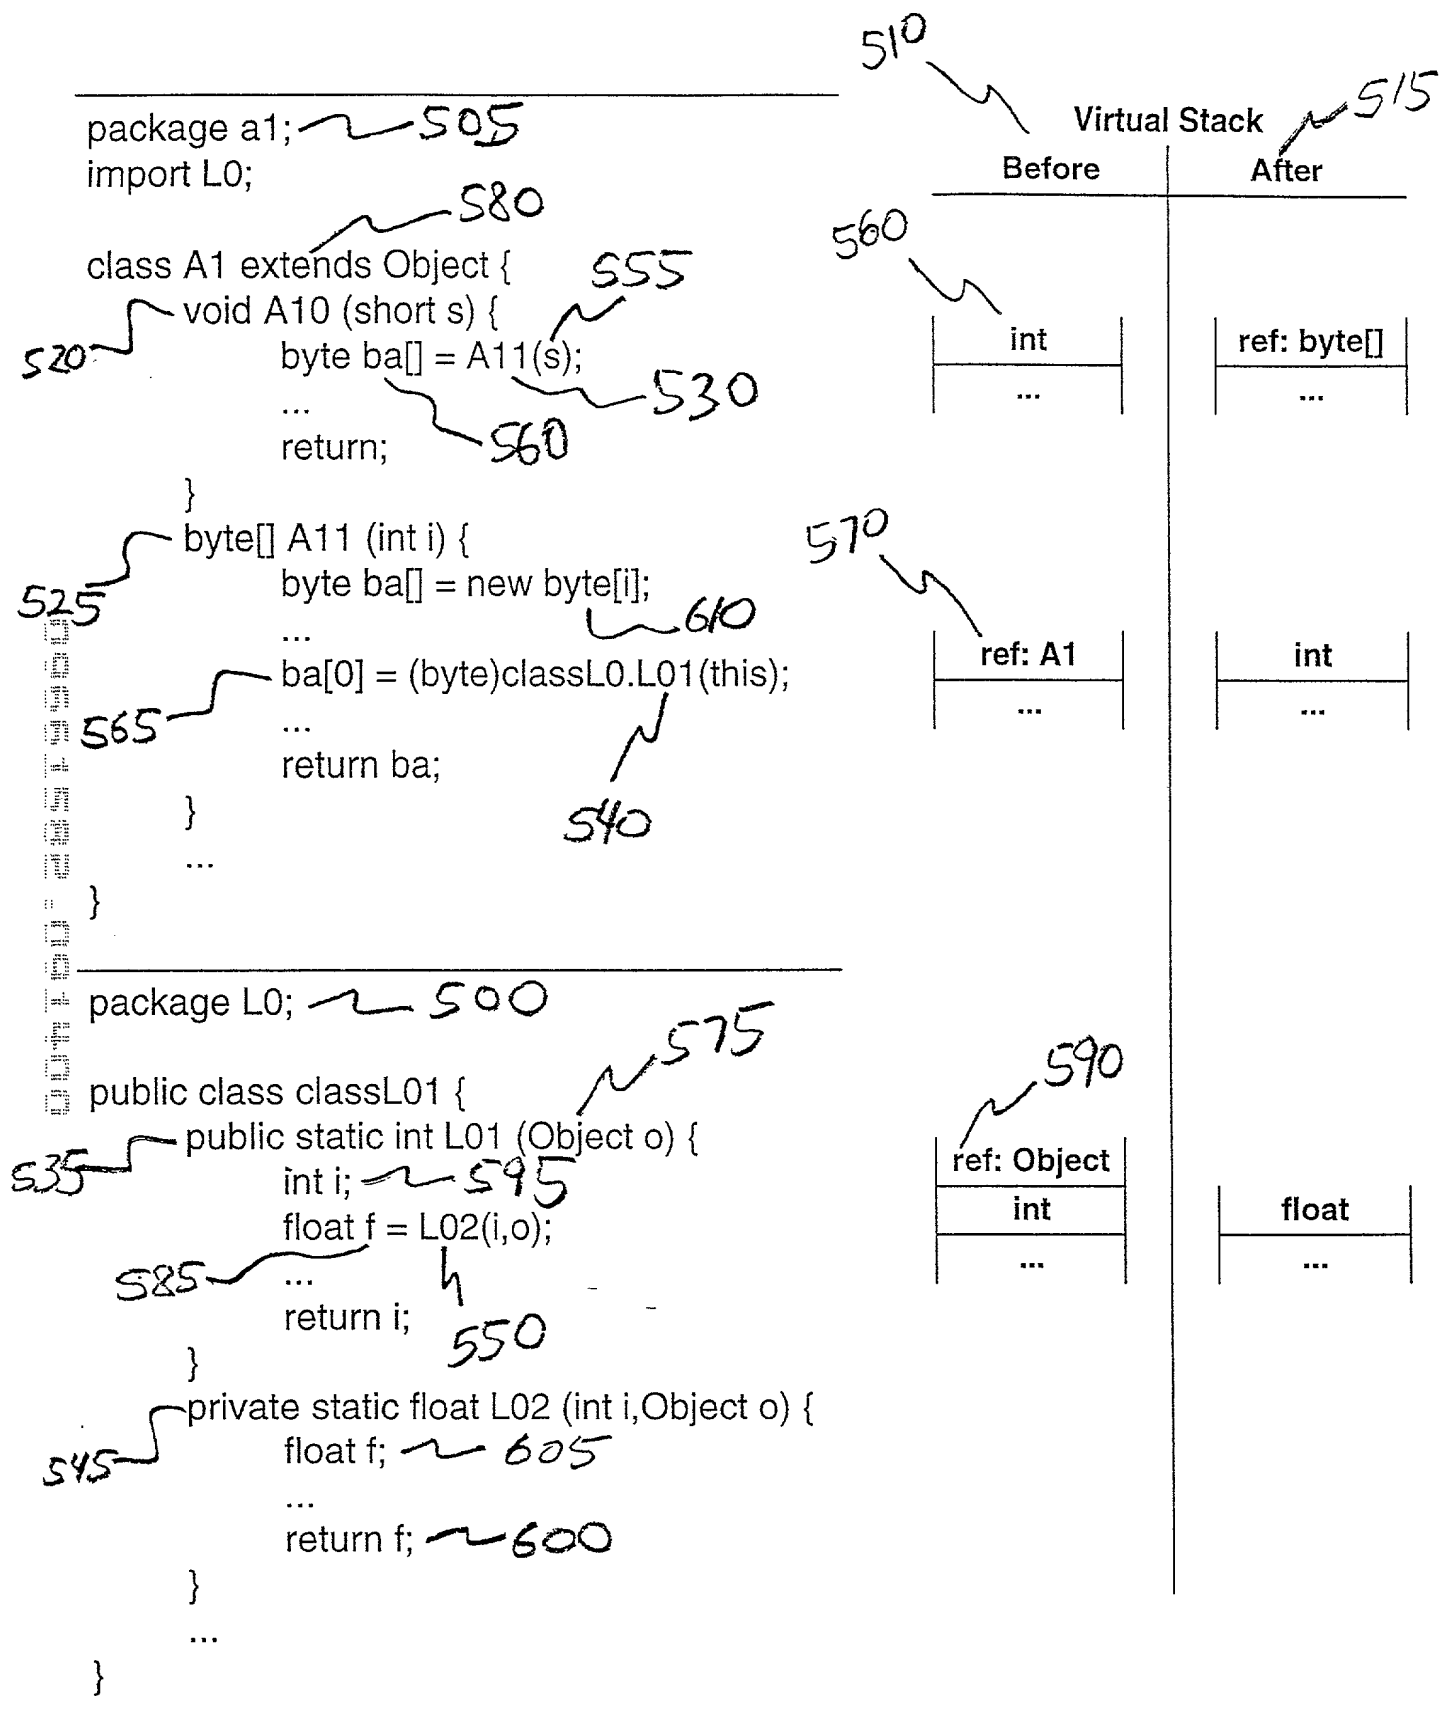 510
515
package a1; 505
Virtual Stack
import L0;
Before After
580
560
class A1 extends Object {
555
void A10 (short s) {
520
byte ba[] = A11(s);
530
int ref: byte[]
... ...
...
560
return;
}
570
byte[] A11 (int i) {
525
byte ba[] = new byte[i];
610
...
ref: A1 int
... ...
ba[0] = (byte)classL0.L01(this);
565
...
return ba;
540
}
...
}
package L0; 500
575
590
public class classL01 {
public static int L01 (Object o) {
535
ref: Object
int i; 595
int float
float f = L02(i,o);
... ...
585
...
550
return i;
}
private static float L02 (int i,Object o) {
545
float f; 605
...
return f; 600
}
...
}